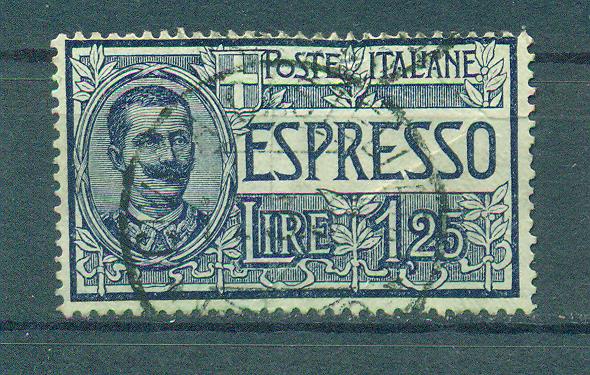 POSTE ITALIANE
ESPRESSO
LIRE 1,25